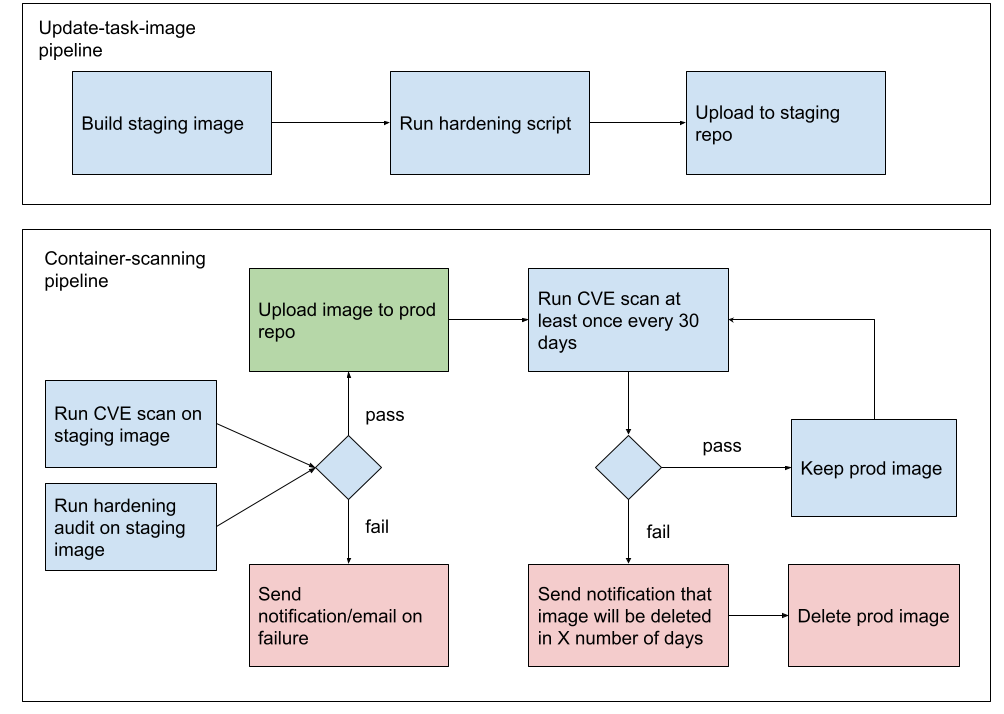 Update-task-image
pipeline
Build staging image
Run hardening script
Upload to staging
repo
Container-scanning
pipeline
Upload image to prod
repo
Run CVE scan at
least once every 30
days
Run CVE scan on
staging image
pass
pass
Keep prod image
Run hardening
audit on staging
image
fail
fail
Send
notification/email on
failure
Send notification that
image will be deleted
in X number of days
Delete prod image